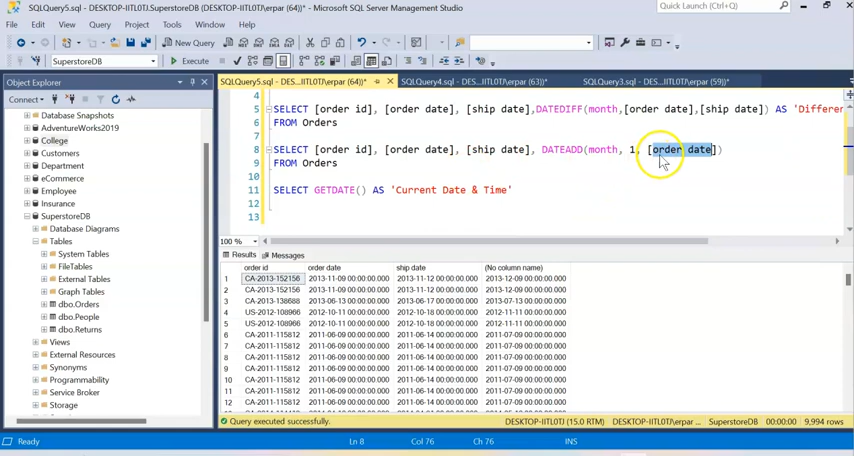 SQLQuery5.sql - DESKTOP-IITL0TJ.SuperstoreDB (DESKTOP-IITL0TJ\erpar (64))* - Microsoft SQL Server Management Studio
Quick Launch (Ctrl+Q)
File Edit View Query Project Tools Window Help
New Query
SuperstoreDB Execute
Object Explorer
SQLQuery5.sql - DES...IITL0TJ\erpar (64))* SQLQuery4.sql - DES...IITL0TJ\erpar (63))* SQLQuery3.sql - DES...IITL0TJ\erpar (59))*
Connect
Database Snapshots
AdventureWorks2019
College
Customers
Department
eCommerce
Employee
Insurance
SuperstoreDB
Database Diagrams
Tables
System Tables
FileTables
External Tables
Graph Tables
dbo.Orders
dbo.People
dbo.Returns
Views
External Resources
Synonyms
Programmability
Service Broker
Storage
4
5 SELECT [order id], [order date], [ship date],DATEDIFF(month,[order date],[ship date]) AS 'Differen
6 FROM Orders
7
8 SELECT [order id], [order date], [ship date], DATEADD(month, 1, [order date])
9 FROM Orders
10
11 SELECT GETDATE() AS 'Current Date & Time'
12
13
100 %
Results Messages
order id order date ship date (No column name)
1 CA-2013-152156 2013-11-09 00:00:00.000 2013-11-12 00:00:00.000 2013-12-09 00:00:00.000
2 CA-2013-152156 2013-11-09 00:00:00.000 2013-11-12 00:00:00.000 2013-12-09 00:00:00.000
3 CA-2013-138688 2013-06-13 00:00:00.000 2013-06-17 00:00:00.000 2013-07-13 00:00:00.000
4 US-2012-108966 2012-10-11 00:00:00.000 2012-10-18 00:00:00.000 2012-11-11 00:00:00.000
5 US-2012-108966 2012-10-11 00:00:00.000 2012-10-18 00:00:00.000 2012-11-11 00:00:00.000
6 CA-2011-115812 2011-06-09 00:00:00.000 2011-06-14 00:00:00.000 2011-07-09 00:00:00.000
7 CA-2011-115812 2011-06-09 00:00:00.000 2011-06-14 00:00:00.000 2011-07-09 00:00:00.000
8 CA-2011-115812 2011-06-09 00:00:00.000 2011-06-14 00:00:00.000 2011-07-09 00:00:00.000
9 CA-2011-115812 2011-06-09 00:00:00.000 2011-06-14 00:00:00.000 2011-07-09 00:00:00.000
10 CA-2011-115812 2011-06-09 00:00:00.000 2011-06-14 00:00:00.000 2011-07-09 00:00:00.000
11 CA-2011-115812 2011-06-09 00:00:00.000 2011-06-14 00:00:00.000 2011-07-09 00:00:00.000
12 CA-2011-115812 2011-06-09 00:00:00.000 2011-06-14 00:00:00.000 2011-07-09 00:00:00.000
Query executed successfully. DESKTOP-IITL0TJ (15.0 RTM) DESKTOP-IITL0TJ\erpar ... SuperstoreDB 00:00:00 9,994 rows
Ready Ln 8 Col 76 Ch 76 INS